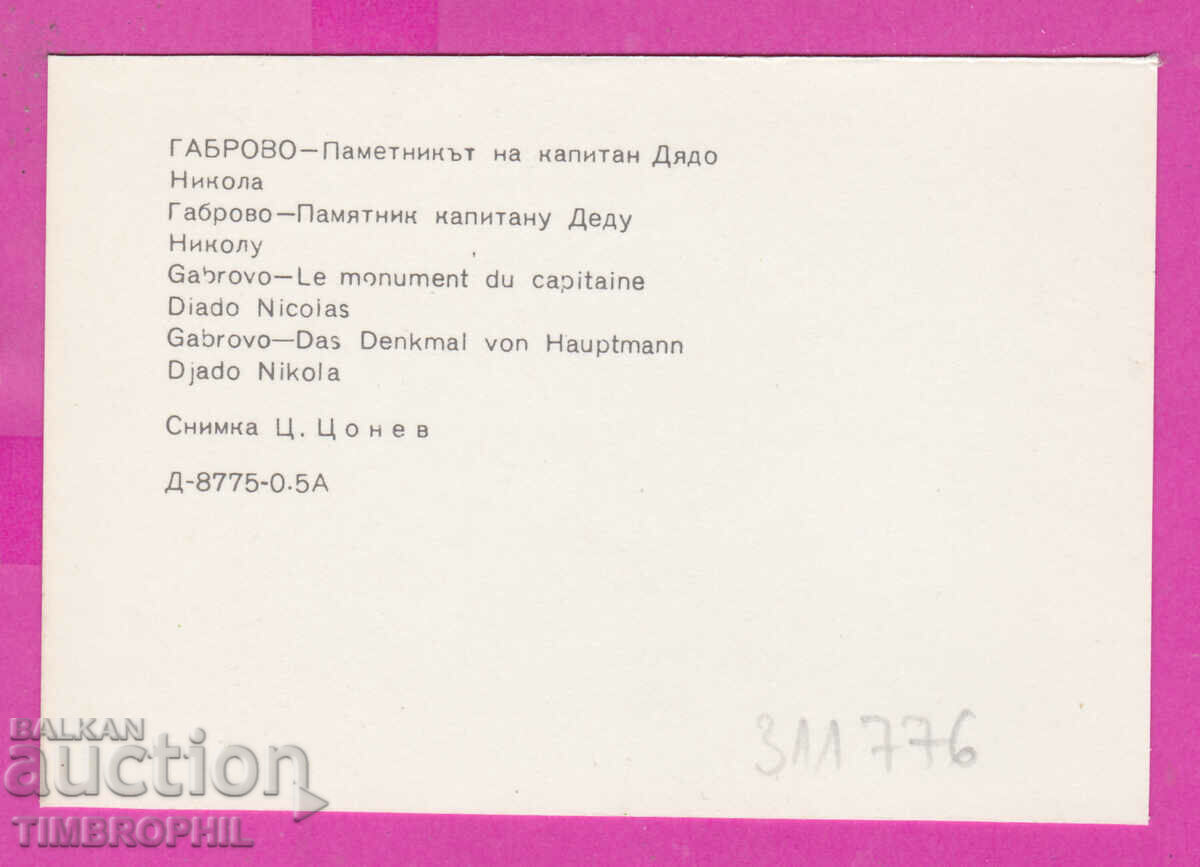 ГАБРОВО—Паметникът на капитан Дядо
Никола
Габрово—Памятник капитану Деду
Николу
Gabrovo—Le monument du capitaine
Diado Nicolas
Gabrovo—Das Denkmal von Hauptmann
Djado Nikola
Снимка Ц. Цонев
Д-8775-0.5А
311776
BALKAN
auction
TIMBROPHIL